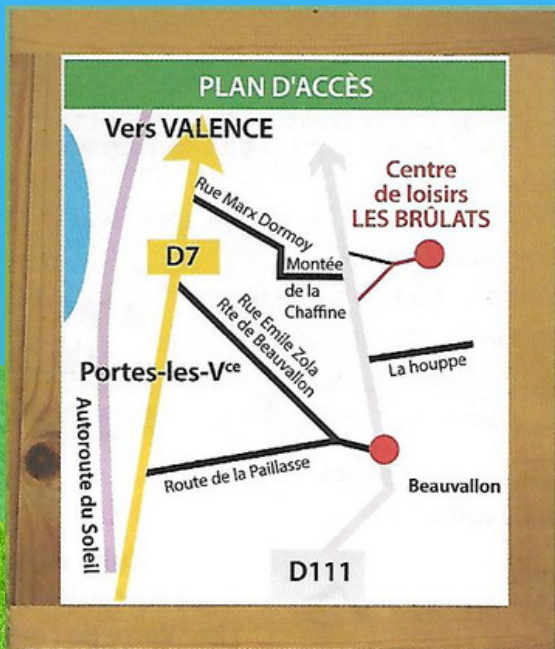 PLAN D'ACCÈS
Vers VALENCE
Centre
de loisirs
LES BRÛLATS
Rue Marx Dormoy
D7
Montée
de la
Chaffine
Rue Emile Zola
Rte de Beauvallon
La houppe
Portes-les-Vce
Autoroute du Soleil
Route de la Paillasse
Beauvallon
D111